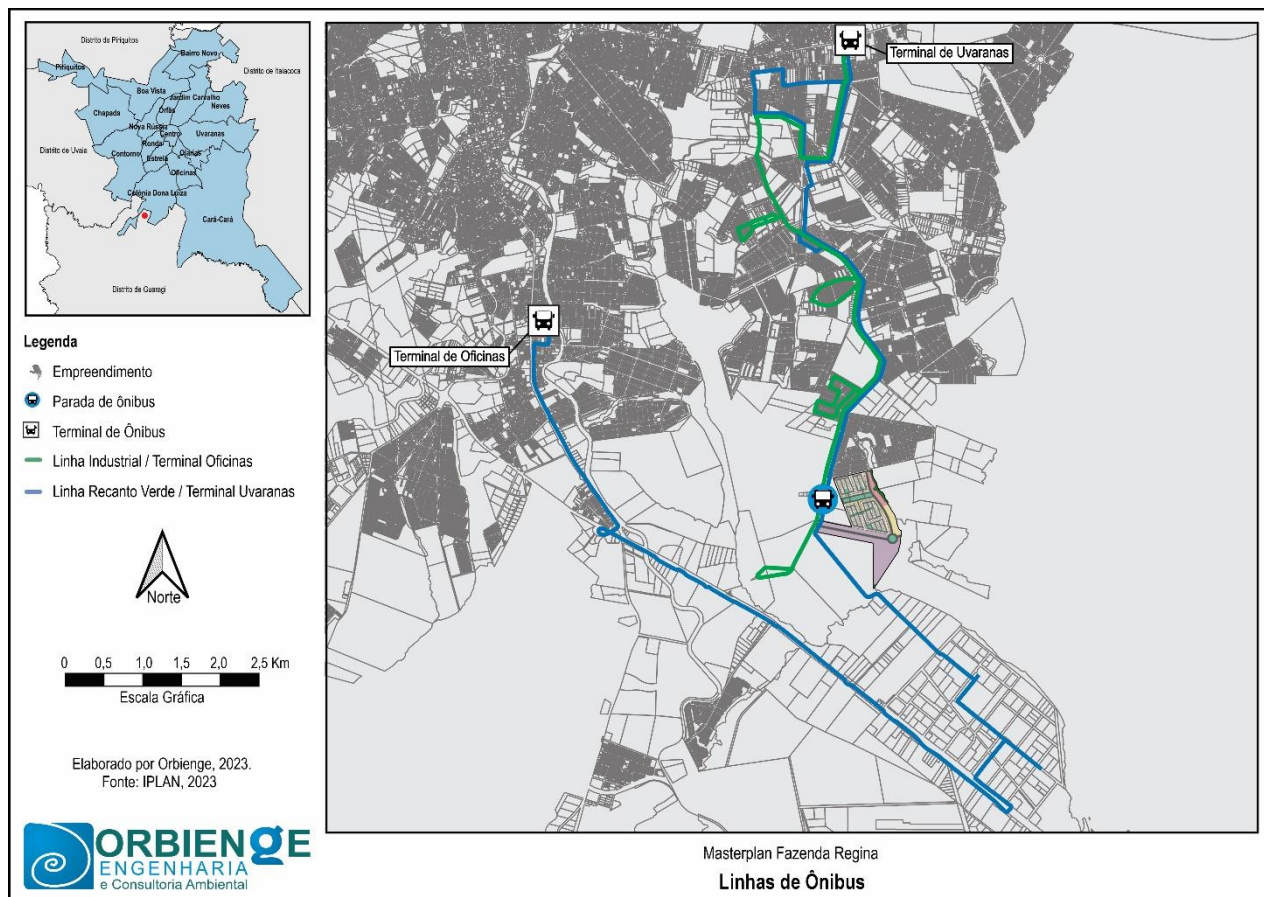 Distrito de Piriquitos
Bairro Novo
Distrito de Itaiacoca
Piriquitos
Boa Vista
Jardim Carvalho
Neves
Chapada
Órfãs
Nova Rússia
Centro
Uvaranas
Ronda
Distrito de Uvaia
Contorno
Olarias
Estrela
Oficinas
Colônia Dona Luiza
Cará-Cará
Distrito de Guaragi
Legenda
Empreendimento
Parada de ônibus
Terminal de Ônibus
Linha Industrial / Terminal Oficinas
Linha Recanto Verde / Terminal Uvaranas
Norte
0 0,5 1,0 1,5 2,0 2,5 Km
Escala Gráfica
Elaborado por Orbienge, 2023.
Fonte: IPLAN, 2023
ORBIENGE
ENGENHARIA
e Consultoria Ambiental
Terminal de Uvaranas
Terminal de Oficinas
Masterplan Fazenda Regina
Linhas de Ônibus